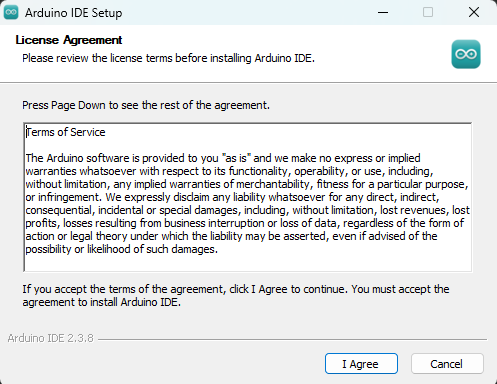 Arduino IDE Setup
License Agreement
Please review the license terms before installing Arduino IDE.
Press Page Down to see the rest of the agreement.
Terms of Service
The Arduino software is provided to you "as is" and we make no express or implied
warranties whatsoever with respect to its functionality, operability, or use, including,
without limitation, any implied warranties of merchantability, fitness for a particular purpose,
or infringement. We expressly disclaim any liability whatsoever for any direct, indirect,
consequential, incidental or special damages, including, without limitation, lost revenues, lost
profits, losses resulting from business interruption or loss of data, regardless of the form of
action or legal theory under which the liability may be asserted, even if advised of the
possibility or likelihood of such damages.
If you accept the terms of the agreement, click I Agree to continue. You must accept the
agreement to install Arduino IDE.
Arduino IDE 2.3.8
I Agree
Cancel